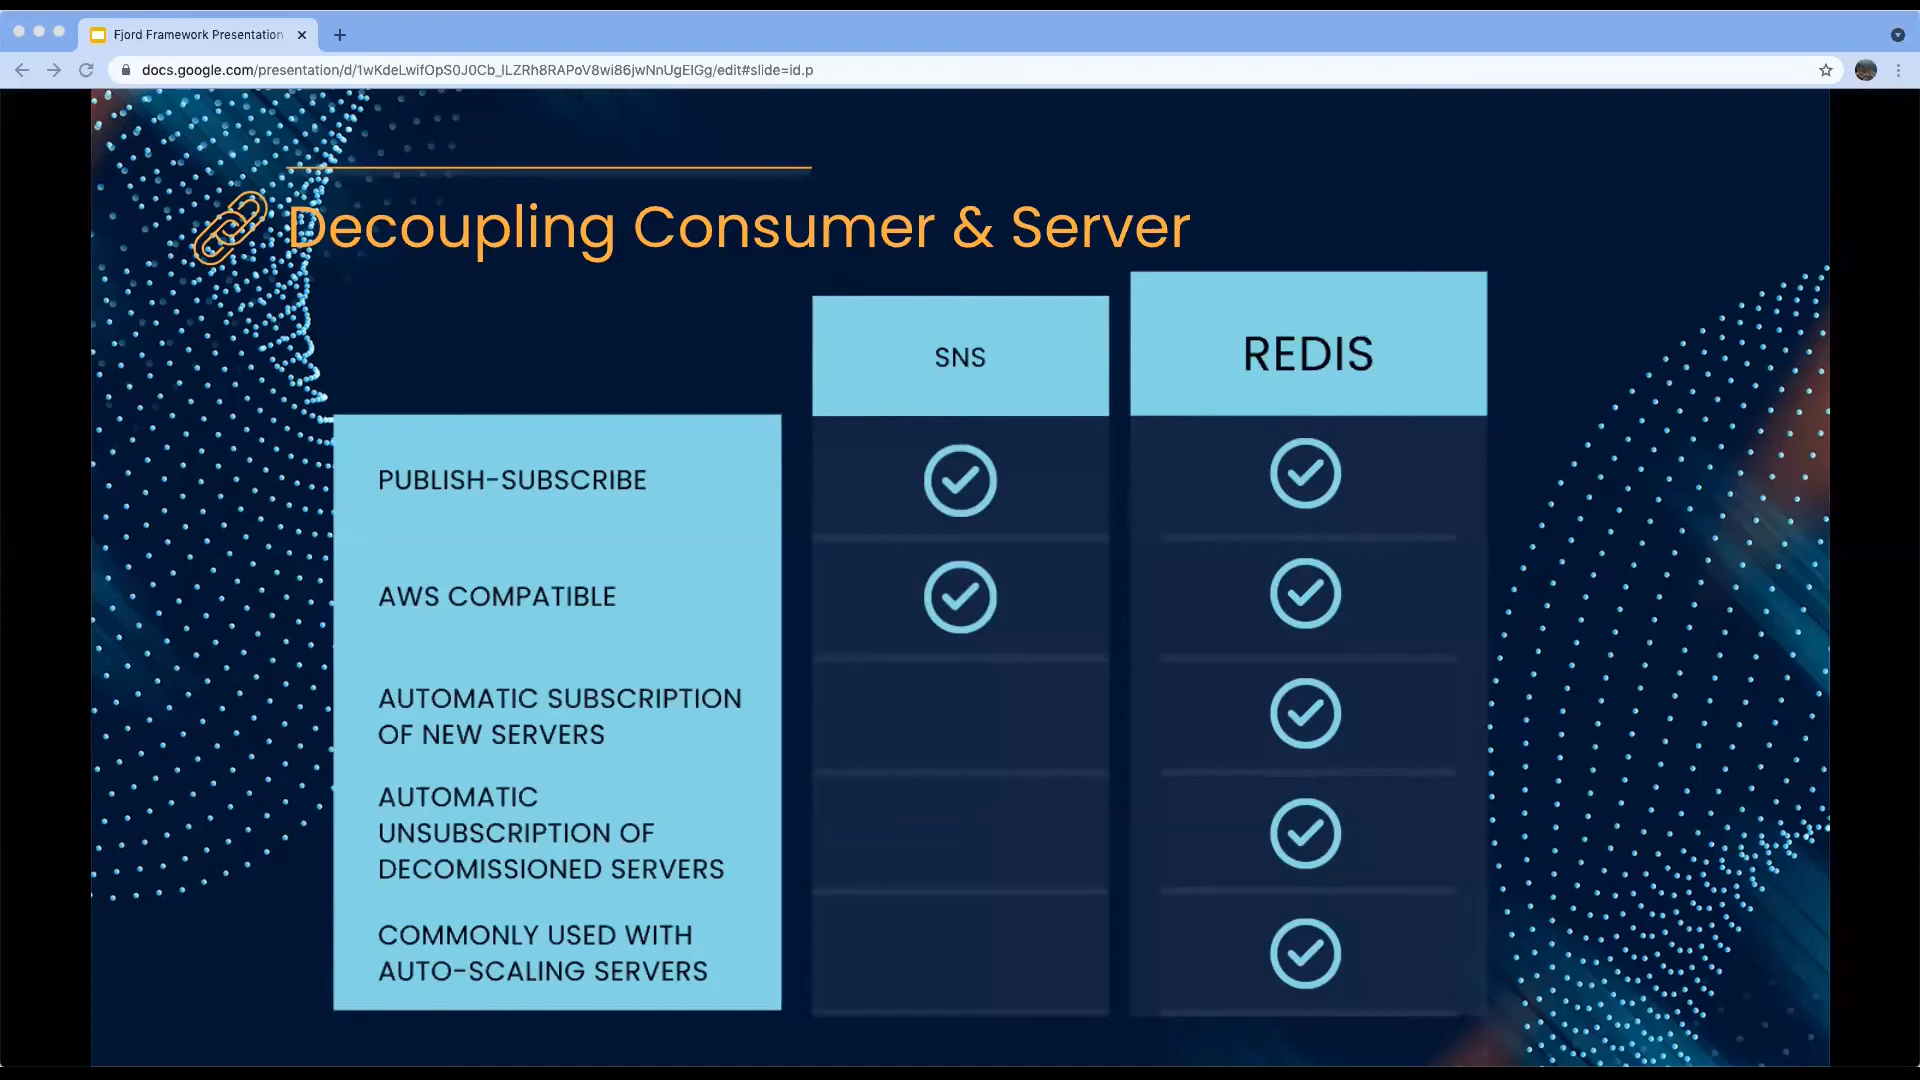 Fjord Framework Presentation
docs.google.com/presentation/d/1wKdeLwifOpS0J0Cb_lLZRh8RAPoV8wi86jwNnUgEIGg/edit#slide=id.p
Decoupling Consumer & Server
SNS
REDIS
PUBLISH-SUBSCRIBE
AWS COMPATIBLE
AUTOMATIC SUBSCRIPTION
OF NEW SERVERS
AUTOMATIC
UNSUBSCRIPTION OF
DECOMISSIONED SERVERS
COMMONLY USED WITH
AUTO-SCALING SERVERS